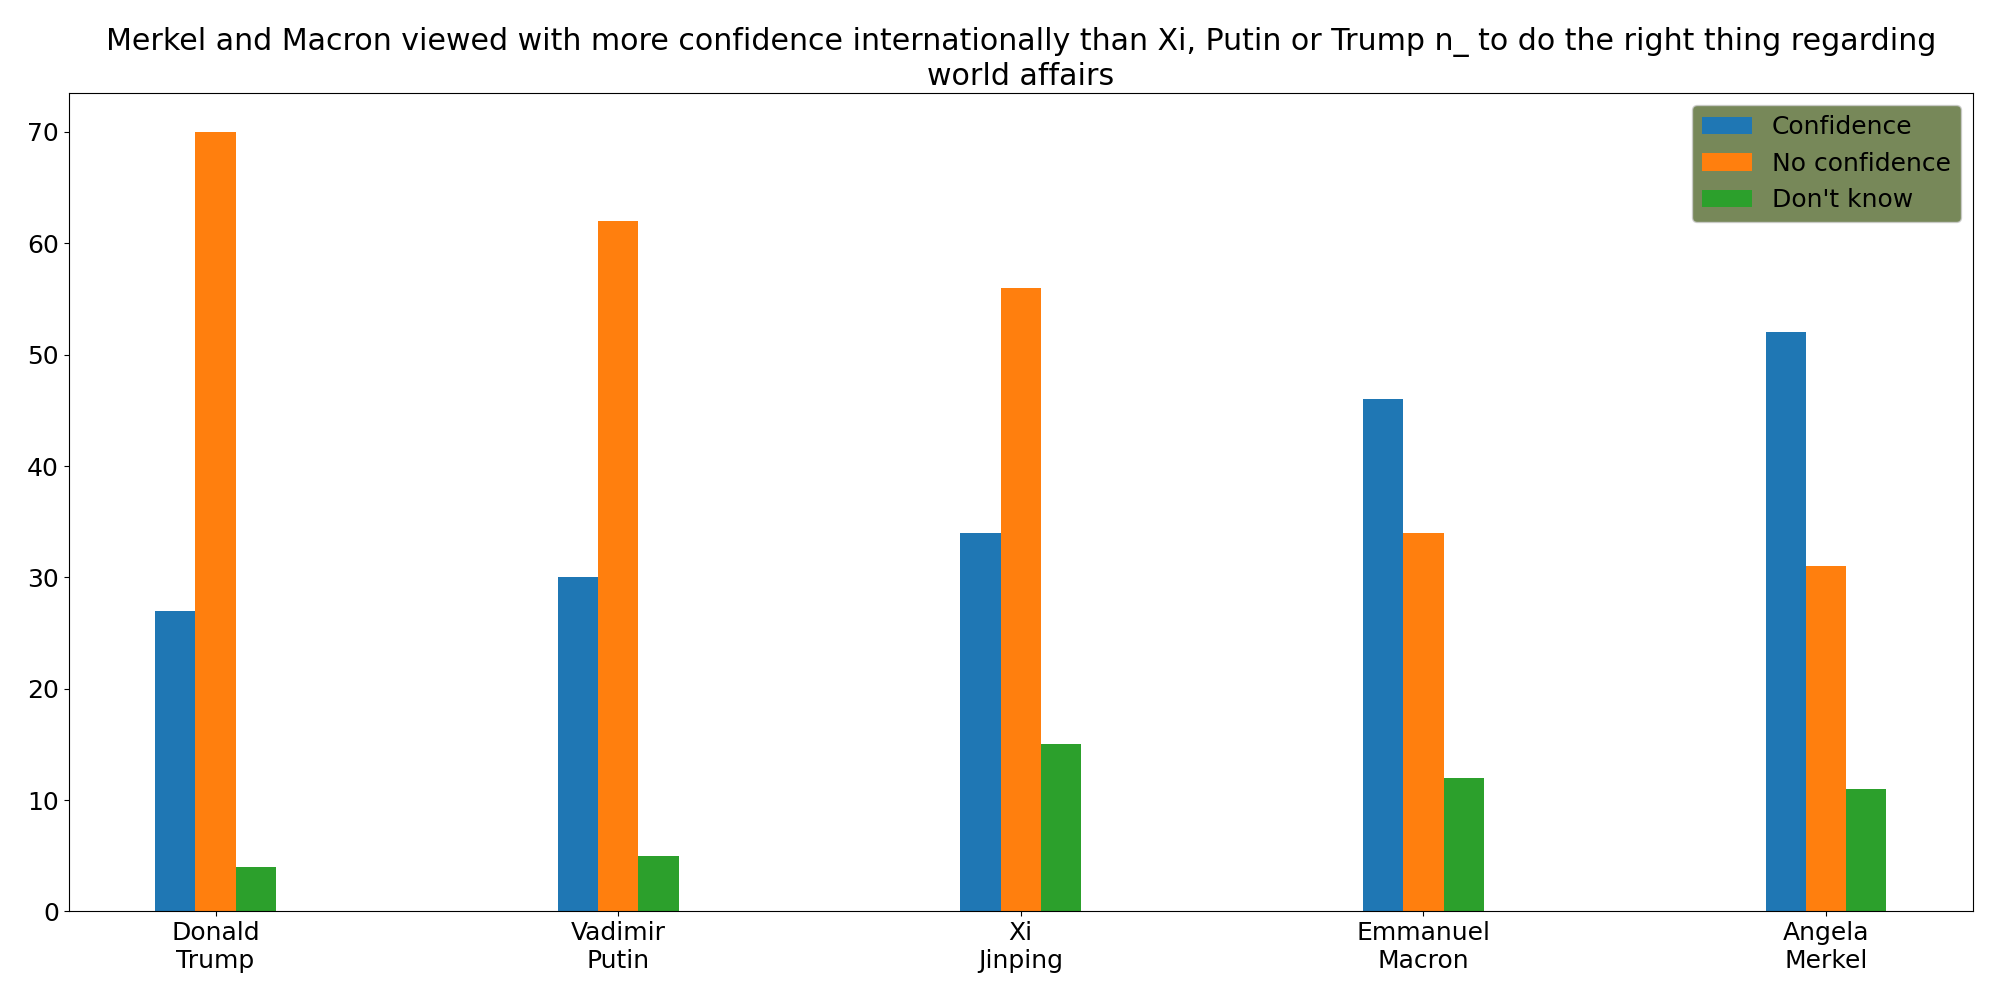 Merkel and Macron viewed with more confidence internationally than Xi, Putin or Trump n_ to do the right thing regarding
world affairs
Confidence
No confidence
Don't know
70
60
50
40
30
20
10
0
Donald
Trump
Vadimir
Putin
Xi
Jinping
Emmanuel
Macron
Angela
Merkel